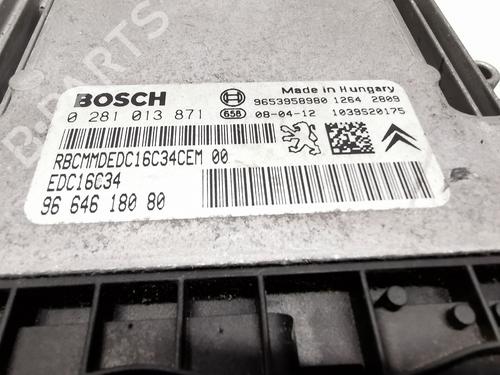 B-PARTS
BOSCH
Made in Hungary
9653958980 1264 2809
0 281 013 871 658 08-04-12 1039S20175
RBCMMDEDC16C34CEM 00
EDC16C34
96 646 180 80